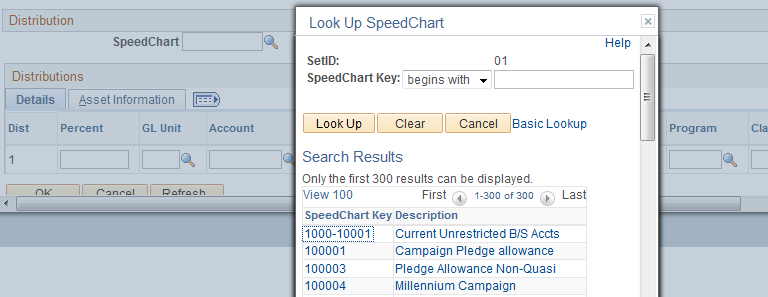 Distribution
SpeedChart
Distributions
Details Asset Information
Dist Percent GL Unit Account Program Cla
1
OK Cancel Refresh
Look Up SpeedChart
Help
SetID: 01
SpeedChart Key: begins with
Look Up Clear Cancel Basic Lookup
Search Results
Only the first 300 results can be displayed.
View 100 First 1-300 of 300 Last
SpeedChart Key Description
1000-10001 Current Unrestricted B/S Accts
100001 Campaign Pledge allowance
100003 Pledge Allowance Non-Quasi
100004 Millennium Campaign